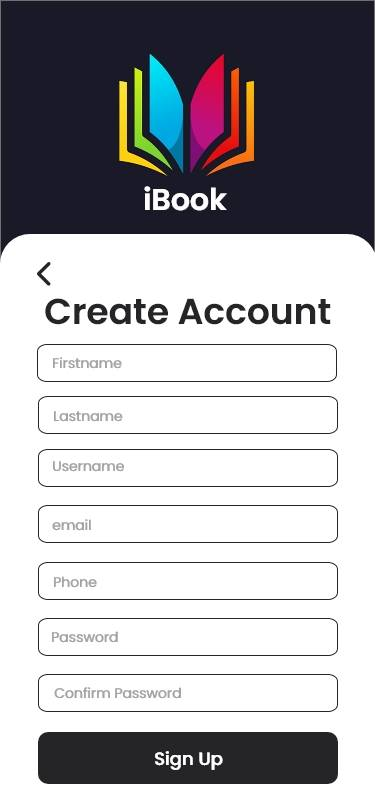 iBook
Create Account
Firstname
Lastname
Username
email
Phone
Password
Confirm Password
Sign Up